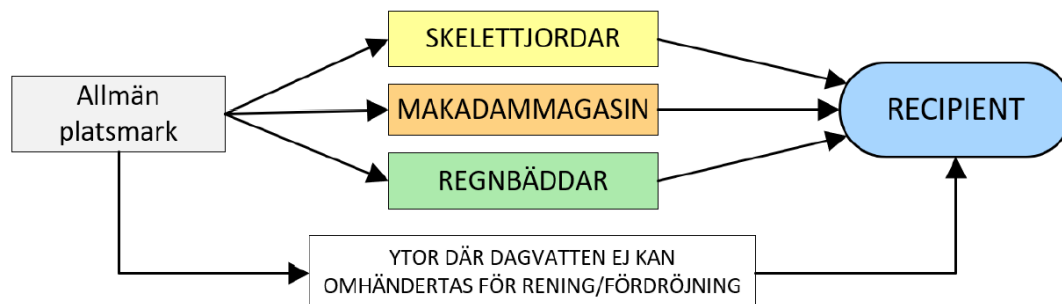 SKELETTJORDAR
Allmän
platsmark
MAKADAMMAGASIN
RECIPIENT
REGNBÄDDAR
YTOR DÄR DAGVATTEN EJ KAN
OMHÄNDERTAS FÖR RENING/FÖRDRÖJNING